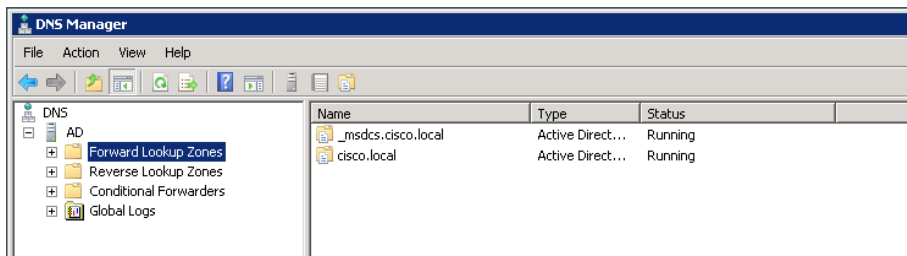 DNS Manager
File Action View Help
DNS
AD
Forward Lookup Zones
Reverse Lookup Zones
Conditional Forwarders
Global Logs
Name Type Status
_msdcs.cisco.local Active Direct... Running
cisco.local Active Direct... Running